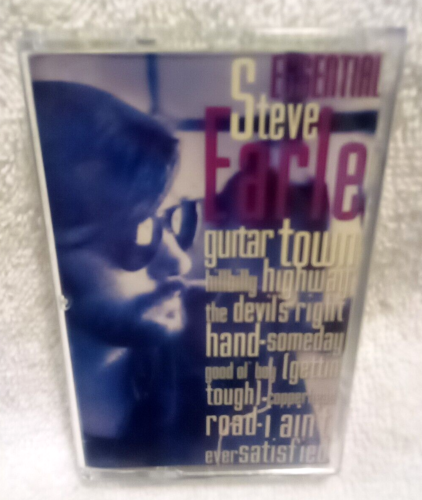 ESSENTIAL
Steve
Earle
guitar town
hillbilly highway
the devil's right
hand-someday
good ol' boy (gettin'
tough)-copperhead
road-i ain't
ever satisfied